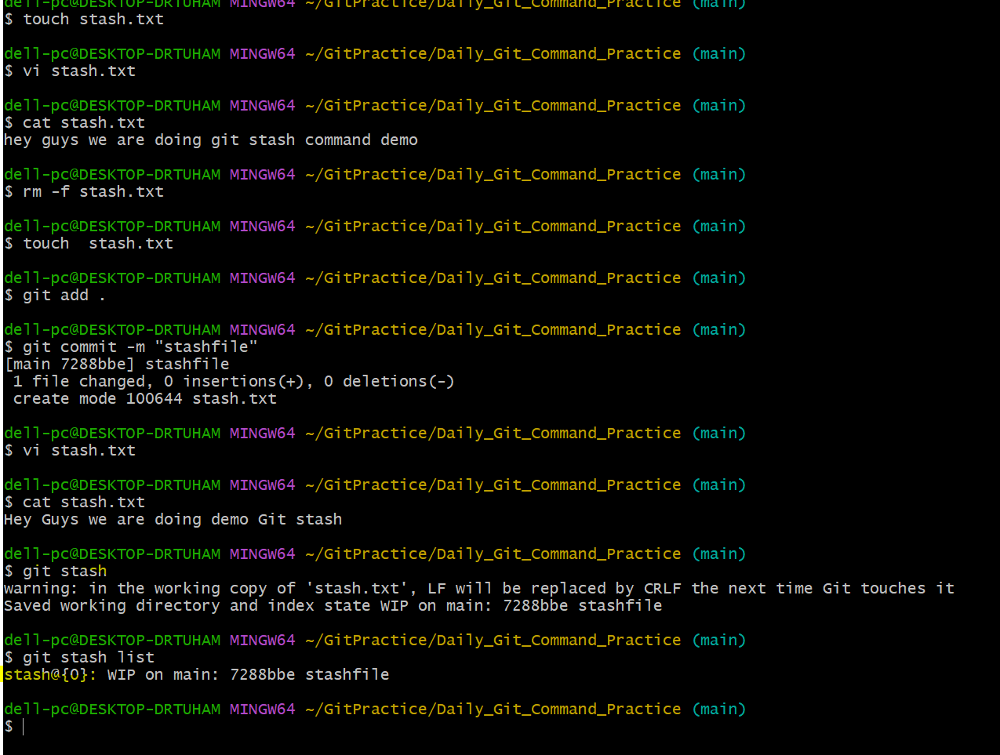 dell-pc@DESKTOP-DRTUHAM MINGW64 ~/GitPractice/Daily_Git_Command_Practice (main)
$ touch stash.txt
dell-pc@DESKTOP-DRTUHAM MINGW64 ~/GitPractice/Daily_Git_Command_Practice (main)
$ vi stash.txt
dell-pc@DESKTOP-DRTUHAM MINGW64 ~/GitPractice/Daily_Git_Command_Practice (main)
$ cat stash.txt
hey guys we are doing git stash command demo
dell-pc@DESKTOP-DRTUHAM MINGW64 ~/GitPractice/Daily_Git_Command_Practice (main)
$ rm -f stash.txt
dell-pc@DESKTOP-DRTUHAM MINGW64 ~/GitPractice/Daily_Git_Command_Practice (main)
$ touch  stash.txt
dell-pc@DESKTOP-DRTUHAM MINGW64 ~/GitPractice/Daily_Git_Command_Practice (main)
$ git add .
dell-pc@DESKTOP-DRTUHAM MINGW64 ~/GitPractice/Daily_Git_Command_Practice (main)
$ git commit -m "stashfile"
[main 7288bbe] stashfile
 1 file changed, 0 insertions(+), 0 deletions(-)
 create mode 100644 stash.txt
dell-pc@DESKTOP-DRTUHAM MINGW64 ~/GitPractice/Daily_Git_Command_Practice (main)
$ vi stash.txt
dell-pc@DESKTOP-DRTUHAM MINGW64 ~/GitPractice/Daily_Git_Command_Practice (main)
$ cat stash.txt
Hey Guys we are doing demo Git stash
dell-pc@DESKTOP-DRTUHAM MINGW64 ~/GitPractice/Daily_Git_Command_Practice (main)
$ git stash
warning: in the working copy of 'stash.txt', LF will be replaced by CRLF the next time Git touches it
Saved working directory and index state WIP on main: 7288bbe stashfile
dell-pc@DESKTOP-DRTUHAM MINGW64 ~/GitPractice/Daily_Git_Command_Practice (main)
$ git stash list
stash@{0}: WIP on main: 7288bbe stashfile
dell-pc@DESKTOP-DRTUHAM MINGW64 ~/GitPractice/Daily_Git_Command_Practice (main)
$